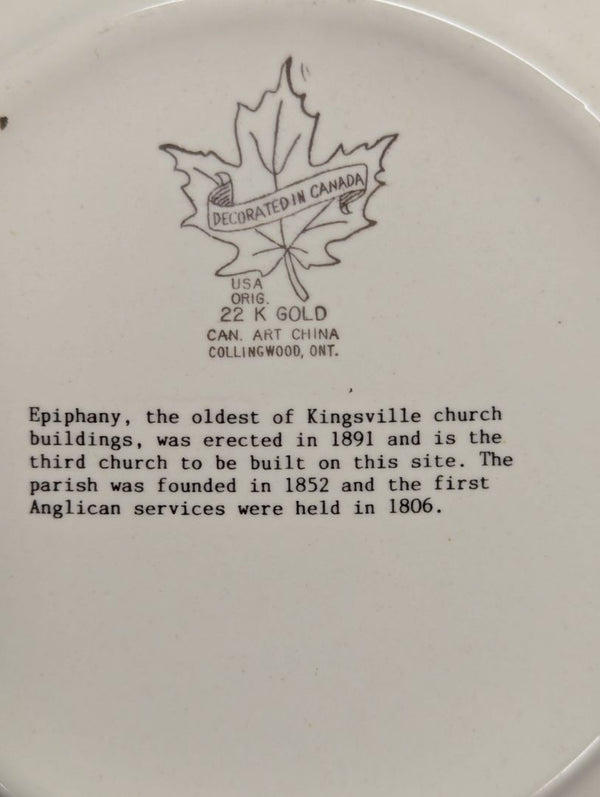 DECORATED IN CANADA
USA
ORIG.
22 K GOLD
CAN. ART CHINA
COLLINGWOOD, ONT.
Epiphany, the oldest of Kingsville church
buildings, was erected in 1891 and is the
third church to be built on this site. The
parish was founded in 1852 and the first
Anglican services were held in 1806.